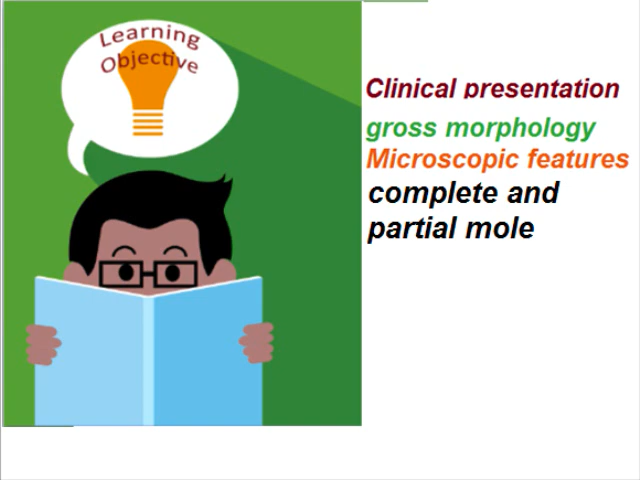 Learning
Objective
Clinical presentation
gross morphology
Microscopic features
complete and
partial mole